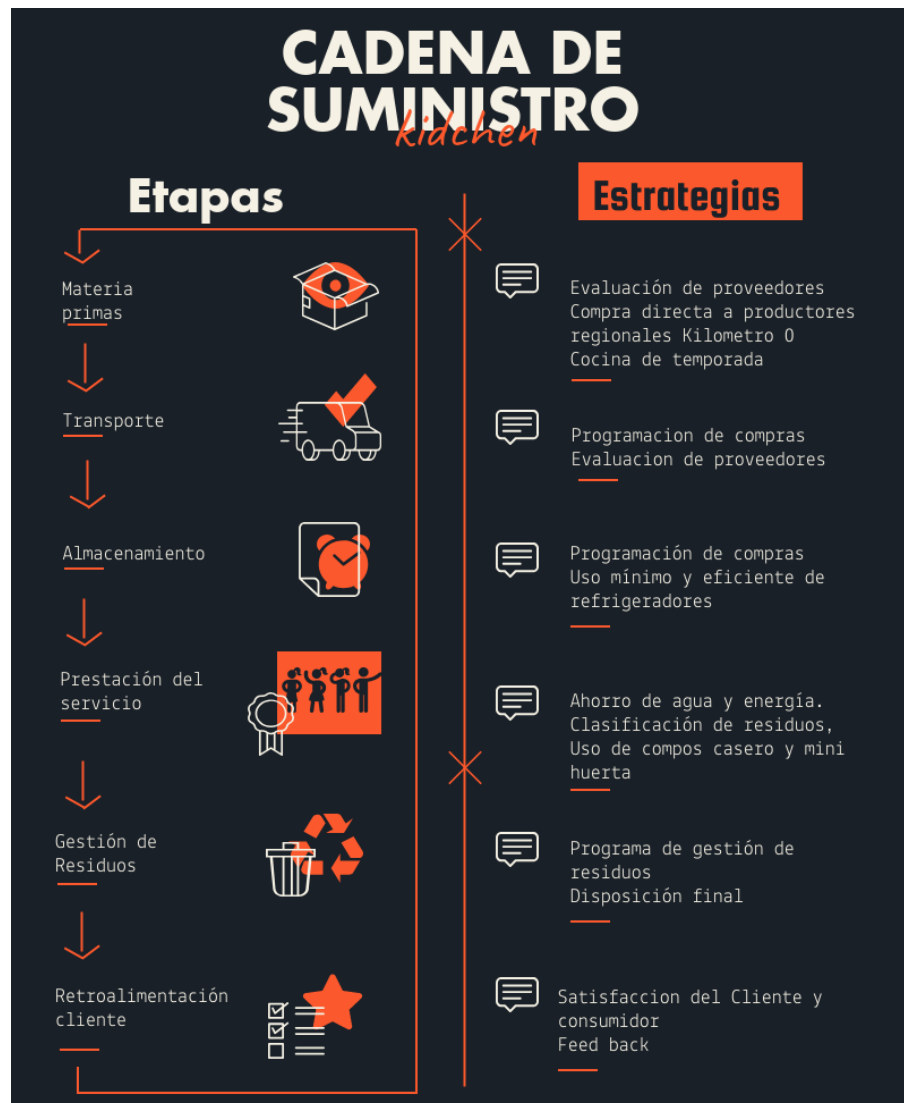 CADENA DE
SUMINISTRO
kidchen
Etapas
Estrategias
Materia
primas
Evaluación de proveedores
Compra directa a productores
regionales Kilometro 0
Cocina de temporada
Transporte
Programacion de compras
Evaluacion de proveedores
Almacenamiento
Programación de compras
Uso mínimo y eficiente de
refrigeradores
Prestación del
servicio
Ahorro de agua y energía.
Clasificación de residuos,
Uso de compos casero y mini
huerta
Gestión de
Residuos
Programa de gestión de
residuos
Disposición final
Retroalimentación
cliente
Satisfaccion del Cliente y
consumidor
Feed back